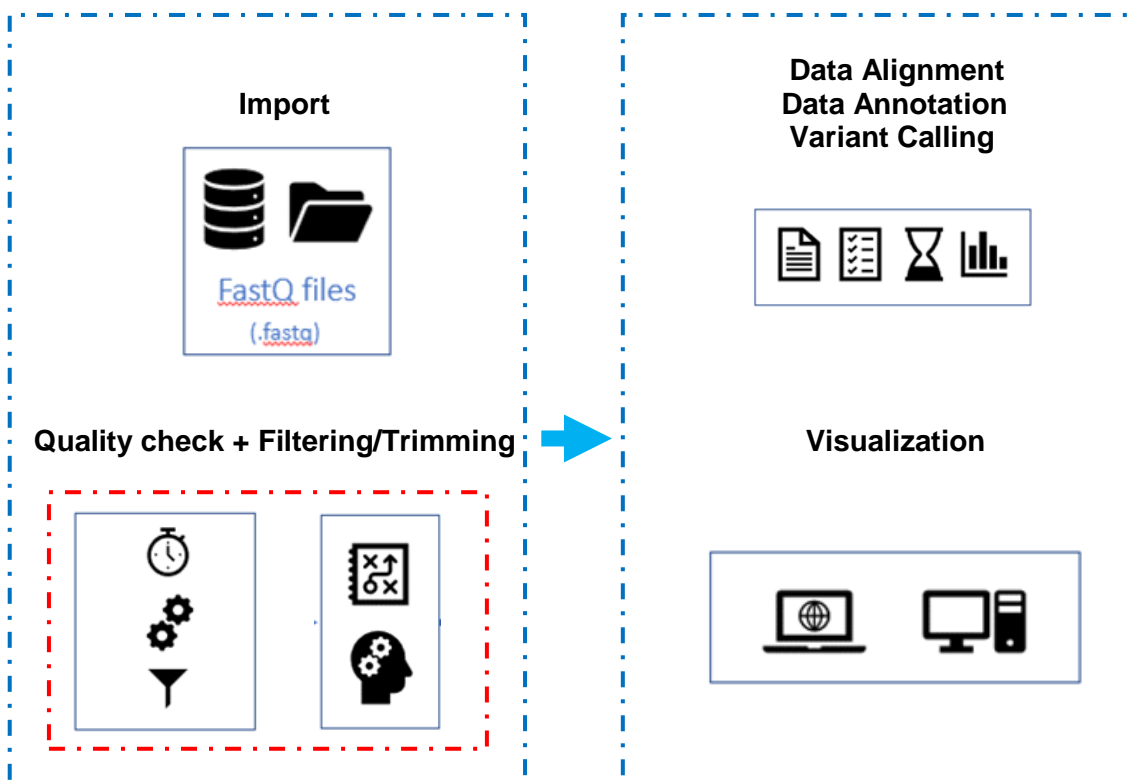 Import
FastQ files
(.fastq)
Quality check + Filtering/Trimming
Data Alignment
Data Annotation
Variant Calling
Visualization